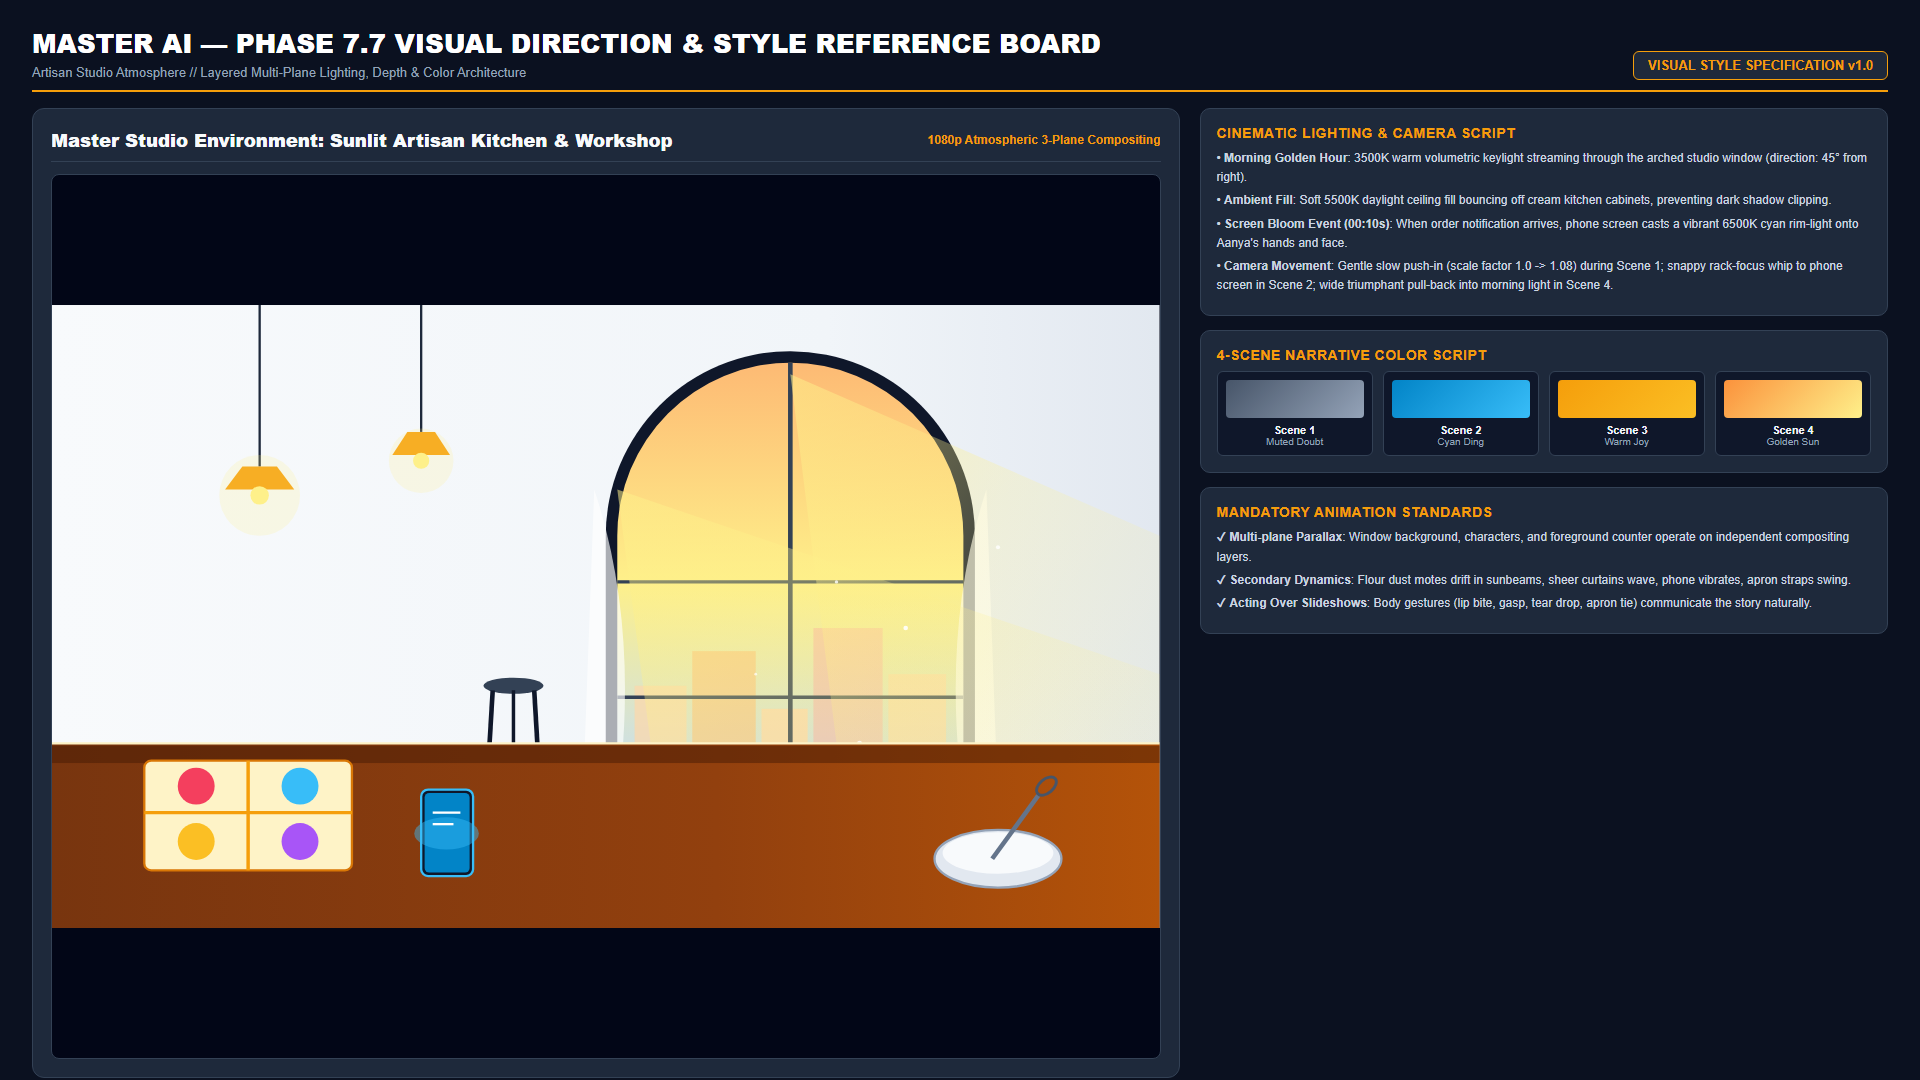 MASTER AI — PHASE 7.7 VISUAL DIRECTION & STYLE REFERENCE BOARD
Artisan Studio Atmosphere // Layered Multi-Plane Lighting, Depth & Color Architecture
VISUAL STYLE SPECIFICATION v1.0
Master Studio Environment: Sunlit Artisan Kitchen & Workshop
1080p Atmospheric 3-Plane Compositing
CINEMATIC LIGHTING & CAMERA SCRIPT
• Morning Golden Hour: 3500K warm volumetric keylight streaming through the arched studio window (direction: 45° from
right).
• Ambient Fill: Soft 5500K daylight ceiling fill bouncing off cream kitchen cabinets, preventing dark shadow clipping.
• Screen Bloom Event (00:10s): When order notification arrives, phone screen casts a vibrant 6500K cyan rim-light onto
Aanya's hands and face.
• Camera Movement: Gentle slow push-in (scale factor 1.0 -> 1.08) during Scene 1; snappy rack-focus whip to phone
screen in Scene 2; wide triumphant pull-back into morning light in Scene 4.
4-SCENE NARRATIVE COLOR SCRIPT
Scene 1
Muted Doubt
Scene 2
Cyan Ding
Scene 3
Warm Joy
Scene 4
Golden Sun
MANDATORY ANIMATION STANDARDS
✓ Multi-plane Parallax: Window background, characters, and foreground counter operate on independent compositing
layers.
✓ Secondary Dynamics: Flour dust motes drift in sunbeams, sheer curtains wave, phone vibrates, apron straps swing.
✓ Acting Over Slideshows: Body gestures (lip bite, gasp, tear drop, apron tie) communicate the story naturally.